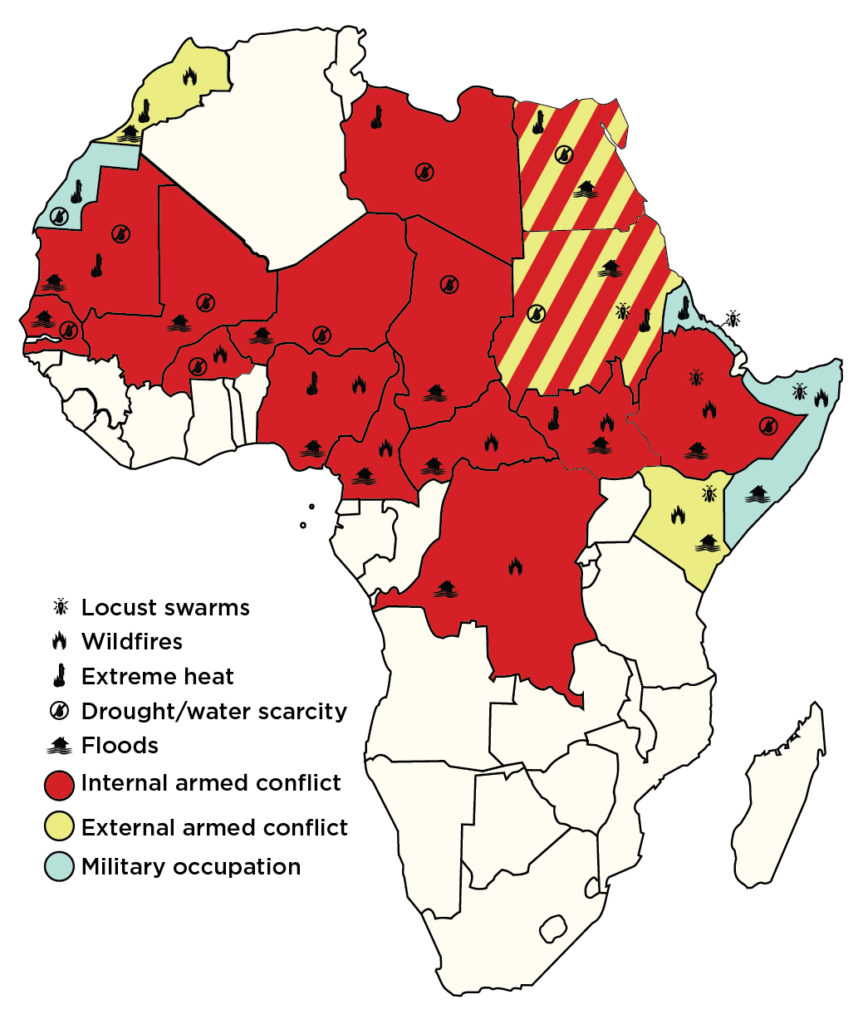 Locust swarms
Wildfires
Extreme heat
Drought/water scarcity
Floods
Internal armed conflict
External armed conflict
Military occupation